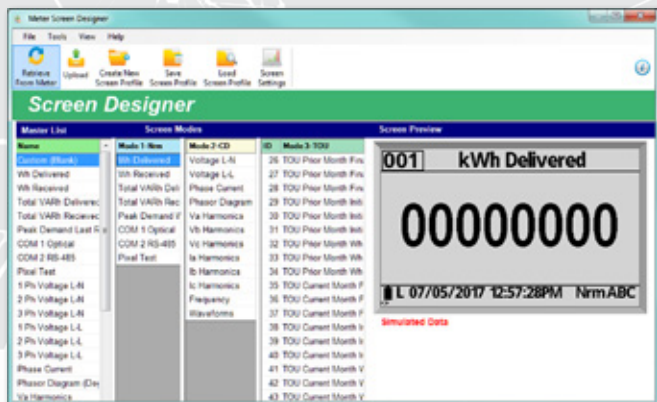 Meter Screen Designer
File Tools View Help
Retrieve From Meter
Upload
Create New Screen Profile
Save Screen Profile
Load Screen Profile
Screen Settings
Screen Designer
Master List
Screen Modes
Screen Preview
Name
Custom (Blank)
Wh Delivered
Wh Received
Total VARh Delivered
Total VARh Recieved
Peak Demand Last R
COM 1 Optical
COM 2 RS-485
Pixel Test
1 Ph Voltage L-N
2 Ph Voltage L-N
3 Ph Voltage L-N
1 Ph Voltage L-L
2 Ph Voltage L-L
3 Ph Voltage L-L
Phase Current
Phasor Diagram (De
Va Harmonics
Mode 1-Nrm
Wh Delivered
Wh Received
Total VARh Deli
Total VARh Rec
Peak Demand
COM 1 Optical
COM 2 RS-485
Pixel Test
Mode 2-CD
Voltage L-N
Voltage L-L
Phase Current
Phasor Diagram
Va Harmonics
Vb Harmonics
Vc Harmonics
Ia Harmonics
Ib Harmonics
Ic Harmonics
Frequency
Waveforms
ID Mode 3-TOU
26 TOU Prior Month
27 TOU Prior Month
28 TOU Prior Month
29 TOU Prior Month
30 TOU Prior Month
31 TOU Prior Month
32 TOU Prior Month Wh
33 TOU Prior Month Wh
34 TOU Prior Month Wh
35 TOU Current Month F
36 TOU Current Month F
37 TOU Current Month F
38 TOU Current Month
39 TOU Current Month
40 TOU Current Month
41 TOU Current Month V
42 TOU Current Month V
43 TOU Current Month V
001 kWh Delivered
00000000
L 07/05/2017 12:57:28PM Nrm ABC
Simulated Data